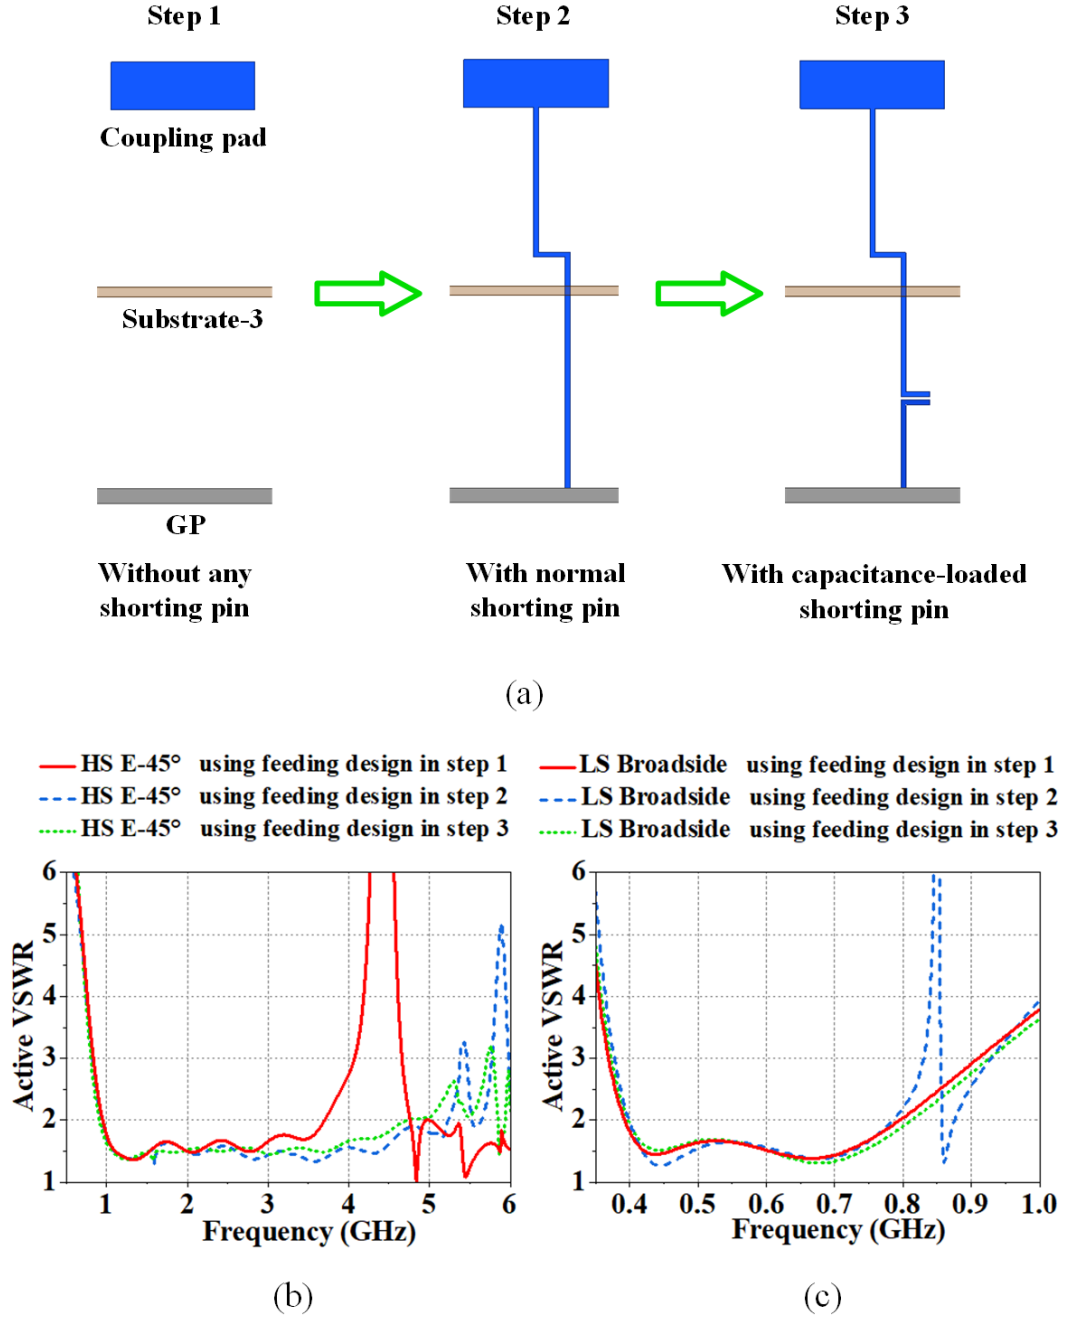 Step 1
Step 2
Step 3
Coupling pad
Substrate-3
GP
Without any
shorting pin
With normal
shorting pin
With capacitance-loaded
shorting pin
(a)
HS E-45° using feeding design in step 1
HS E-45° using feeding design in step 2
HS E-45° using feeding design in step 3
LS Broadside using feeding design in step 1
LS Broadside using feeding design in step 2
LS Broadside using feeding design in step 3
6
5
4
3
2
1
Active VSWR
1 2 3 4 5 6
Frequency (GHz)
(b)
6
5
4
3
2
1
Active VSWR
0.4 0.5 0.6 0.7 0.8 0.9 1.0
Frequency (GHz)
(c)